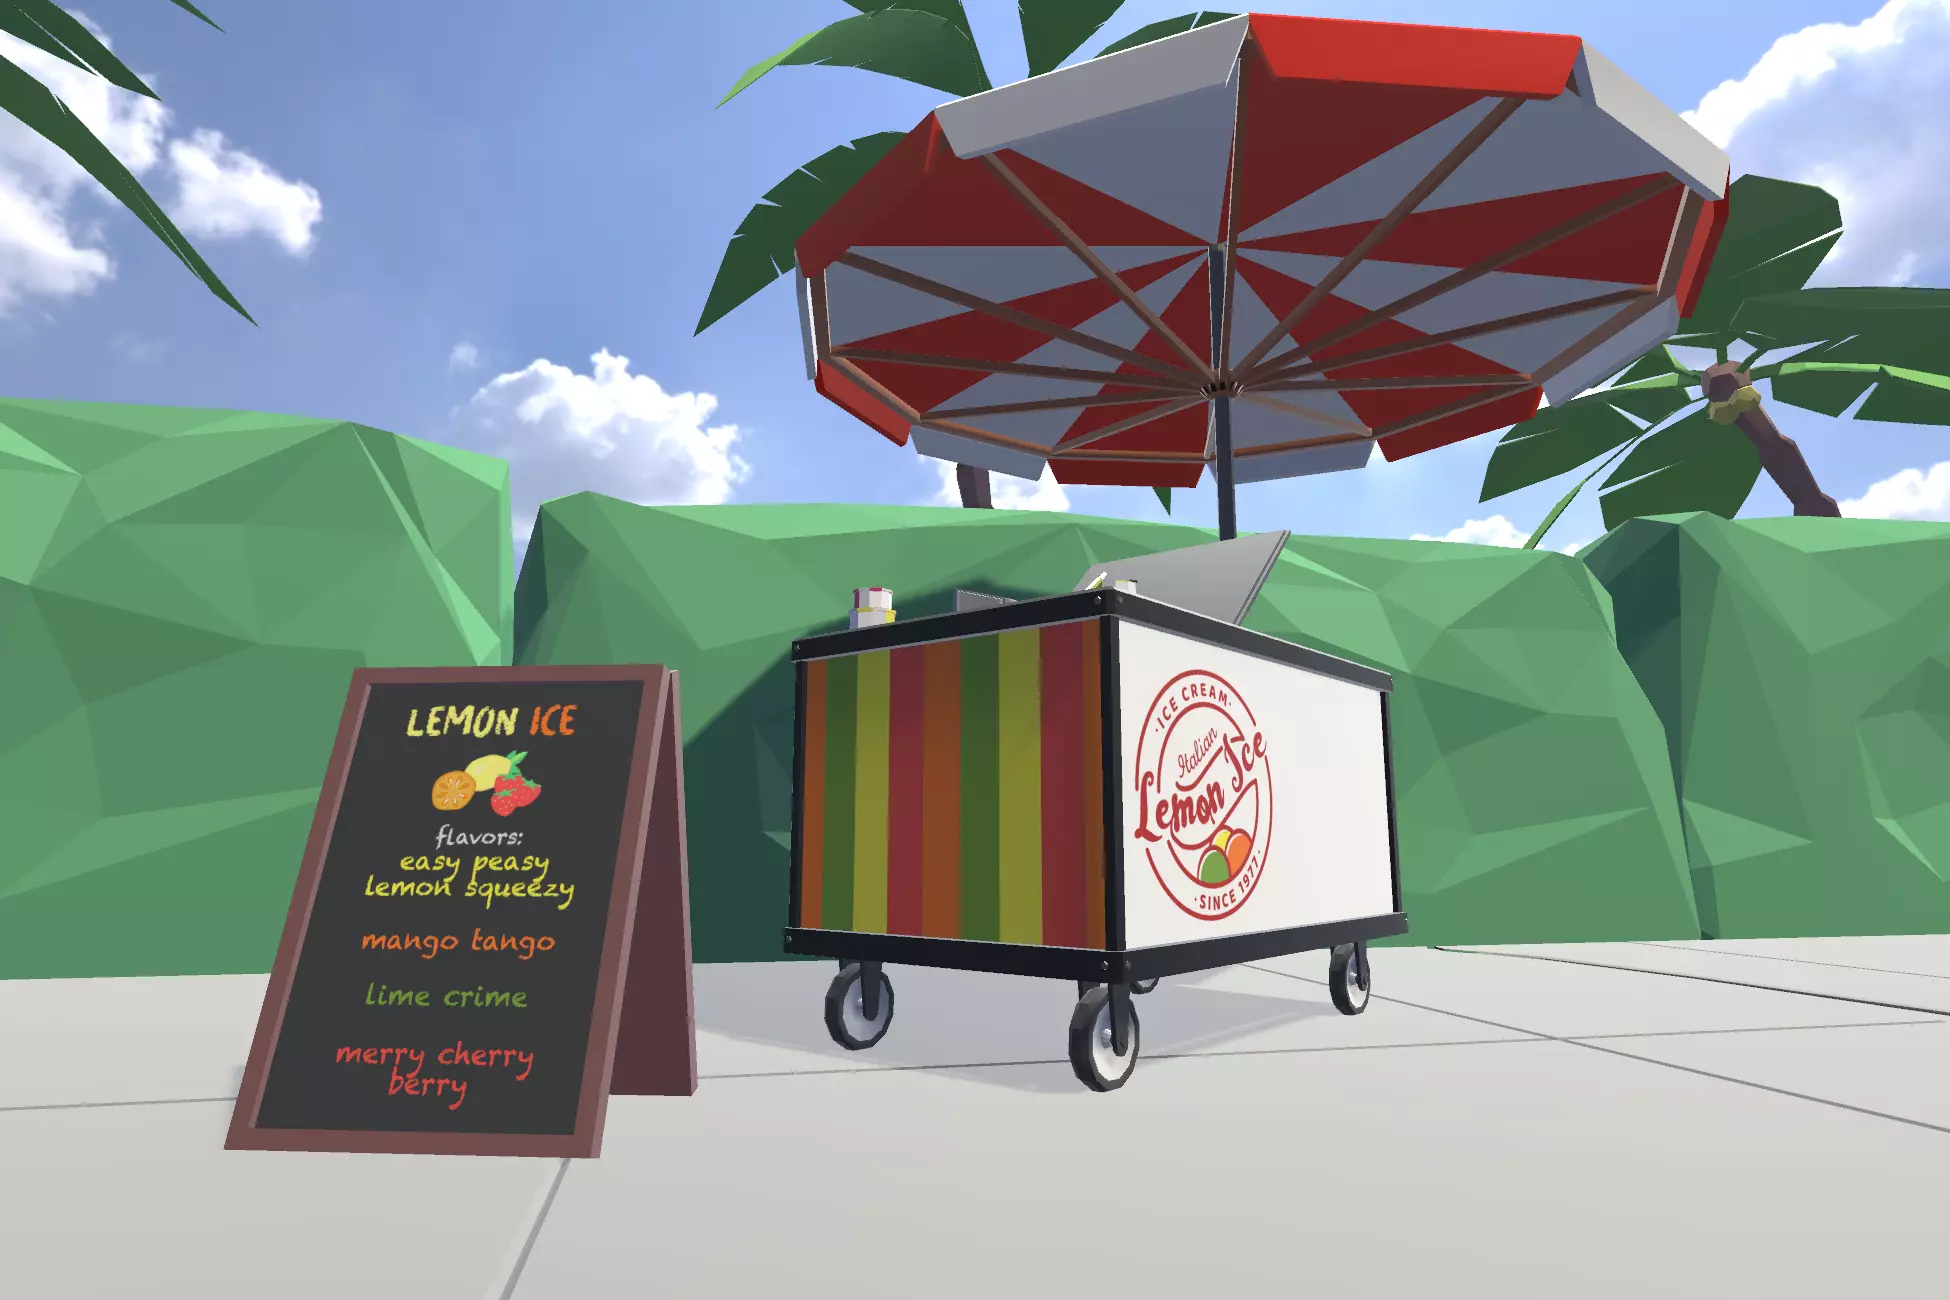 LEMON ICE
flavors:
easy peasy
lemon squeezy
mango tango
lime crime
merry cherry
berry
·ICE CREAM·
Italian
Lemon Ice
·SINCE 1977·